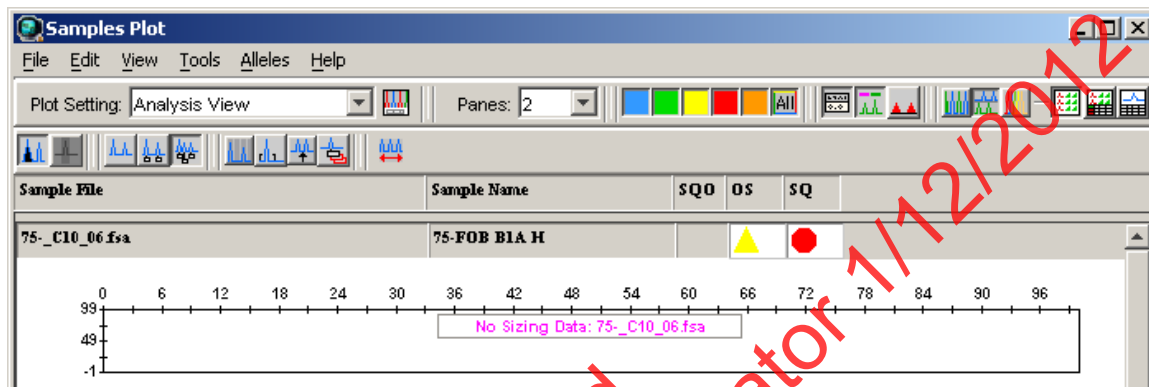 Samples Plot
File Edit View Tools Alleles Help
Plot Setting: Analysis View Panes: 2 All
Sample File Sample Name SQO OS SQ
75-_C10_06.fsa 75-FOB B1A H
0 6 12 18 24 30 36 42 48 54 60 66 72 78 84 90 96
99
No Sizing Data: 75-_C10_06.fsa
49
-1
ator 1/12/2012